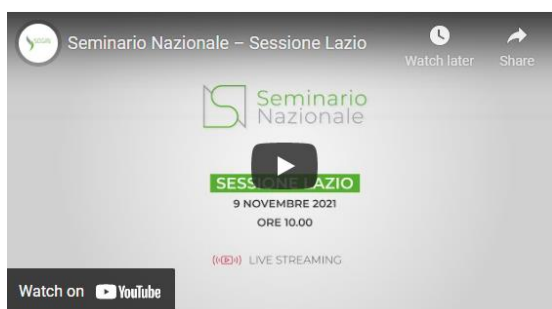 Seminario Nazionale – Sessione Lazio
Watch later
Share
Seminario
Nazionale
SESSIONE LAZIO
9 NOVEMBRE 2021
ORE 10.00
LIVE STREAMING
Watch on YouTube